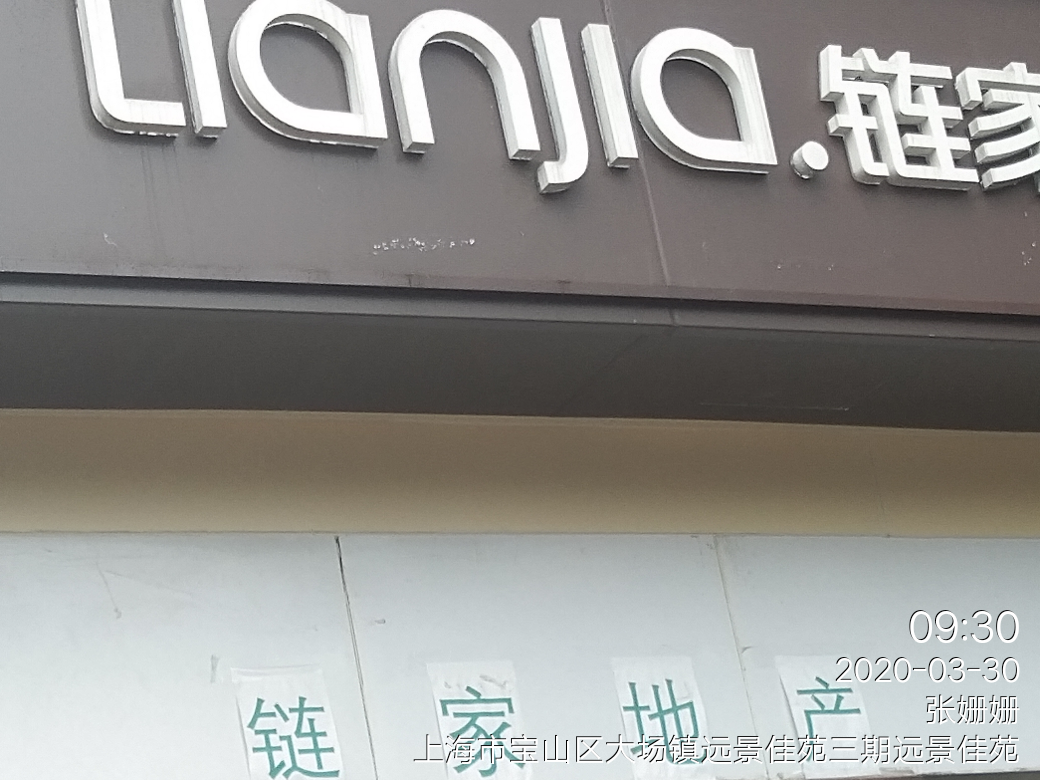 Lianjia.链家
链家地产
09:30
2020-03-30
张姗姗
上海市宝山区大场镇远景佳苑三期远景佳苑